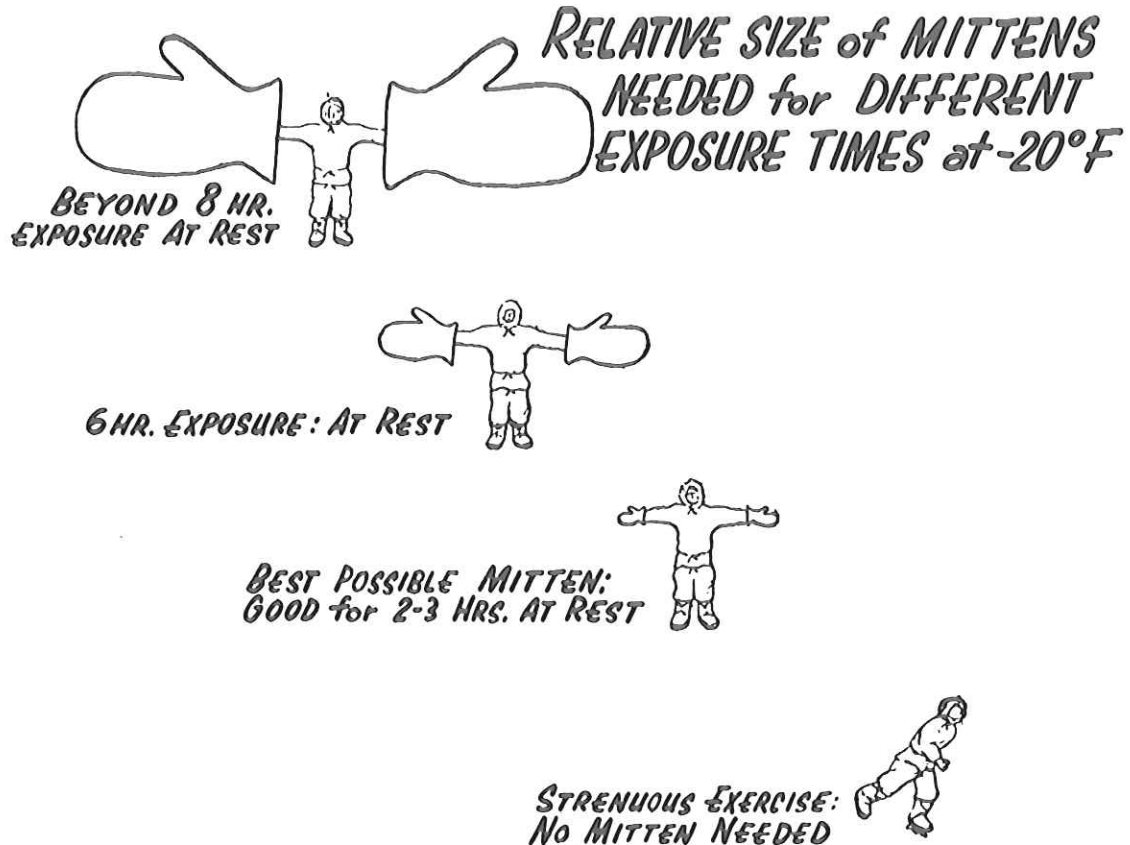 RELATIVE SIZE of MITTENS
NEEDED for DIFFERENT
EXPOSURE TIMES at -20°F
BEYOND 8 HR.
EXPOSURE AT REST
6 HR. EXPOSURE: AT REST
BEST POSSIBLE MITTEN:
GOOD for 2-3 HRS. AT REST
STRENUOUS EXERCISE:
NO MITTEN NEEDED